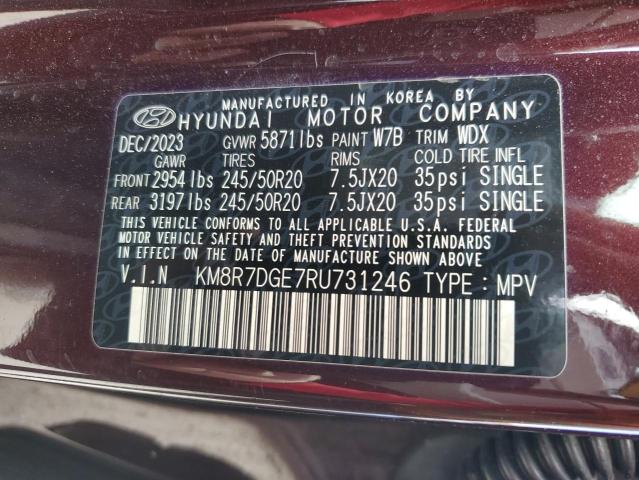 MANUFACTURED IN KOREA BY
HYUNDAI MOTOR COMPANY
DEC/2023 GVWR 5871lbs PAINT W7B TRIM WDX
GAWR TIRES RIMS COLD TIRE INFL
FRONT 2954lbs 245/50R20 7.5JX20 35psi SINGLE
REAR 3197lbs 245/50R20 7.5JX20 35psi SINGLE
THIS VEHICLE CONFORMS TO ALL APPLICABLE U.S.A. FEDERAL
MOTOR VEHICLE SAFETY AND THEFT PREVENTION STANDARDS
IN EFFECT ON THE DATE OF MANUFACTURE SHOWN ABOVE.
V.I.N KM8R7DGE7RU731246 TYPE : MPV